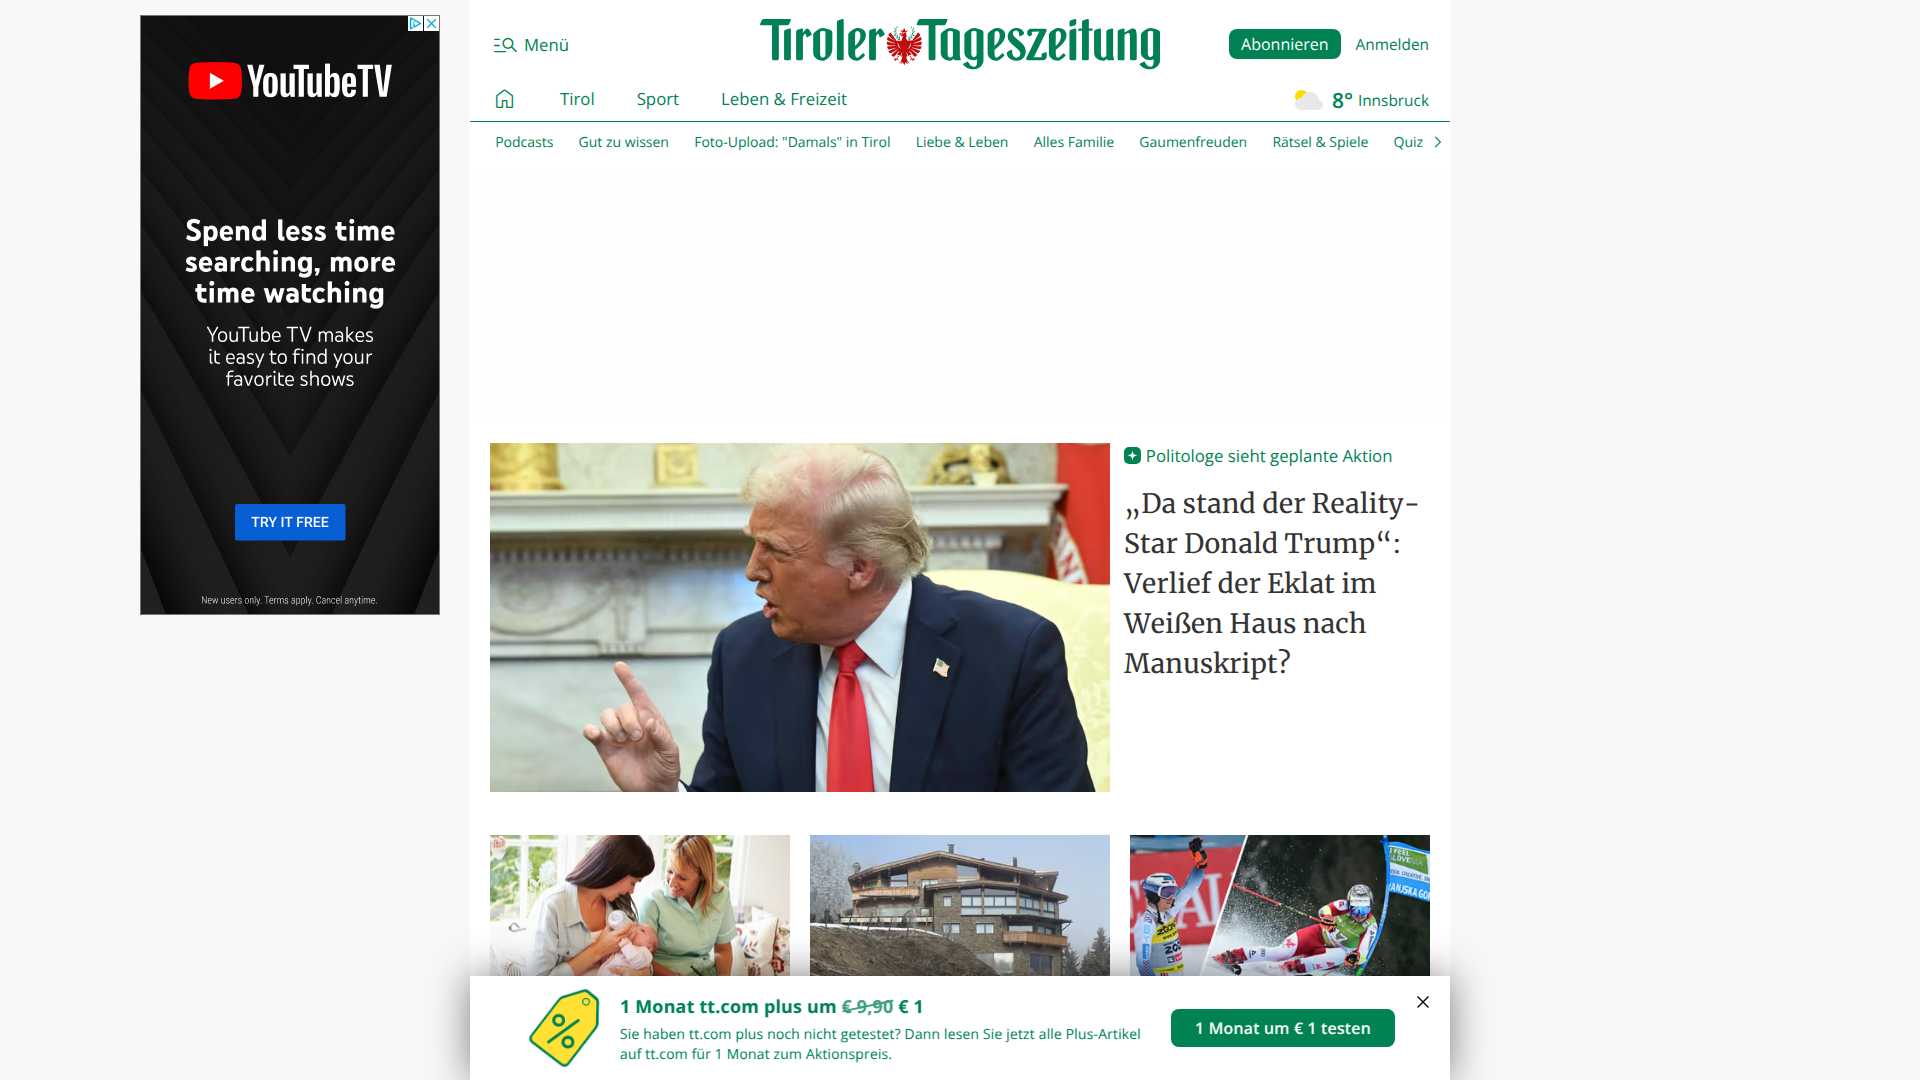 YouTubeTV
Spend less time
searching, more
time watching
YouTube TV makes
it easy to find your
favorite shows
TRY IT FREE
New users only. Terms apply. Cancel anytime.
Menü
Tiroler Tageszeitung
Abonnieren
Anmelden
Tirol
Sport
Leben & Freizeit
8° Innsbruck
Podcasts
Gut zu wissen
Foto-Upload: "Damals" in Tirol
Liebe & Leben
Alles Familie
Gaumenfreuden
Rätsel & Spiele
Quiz
Politologe sieht geplante Aktion
„Da stand der Reality-
Star Donald Trump“:
Verlief der Eklat im
Weißen Haus nach
Manuskript?
1 Monat tt.com plus um € 9,90 € 1
Sie haben tt.com plus noch nicht getestet? Dann lesen Sie jetzt alle Plus-Artikel
auf tt.com für 1 Monat zum Aktionspreis.
1 Monat um € 1 testen